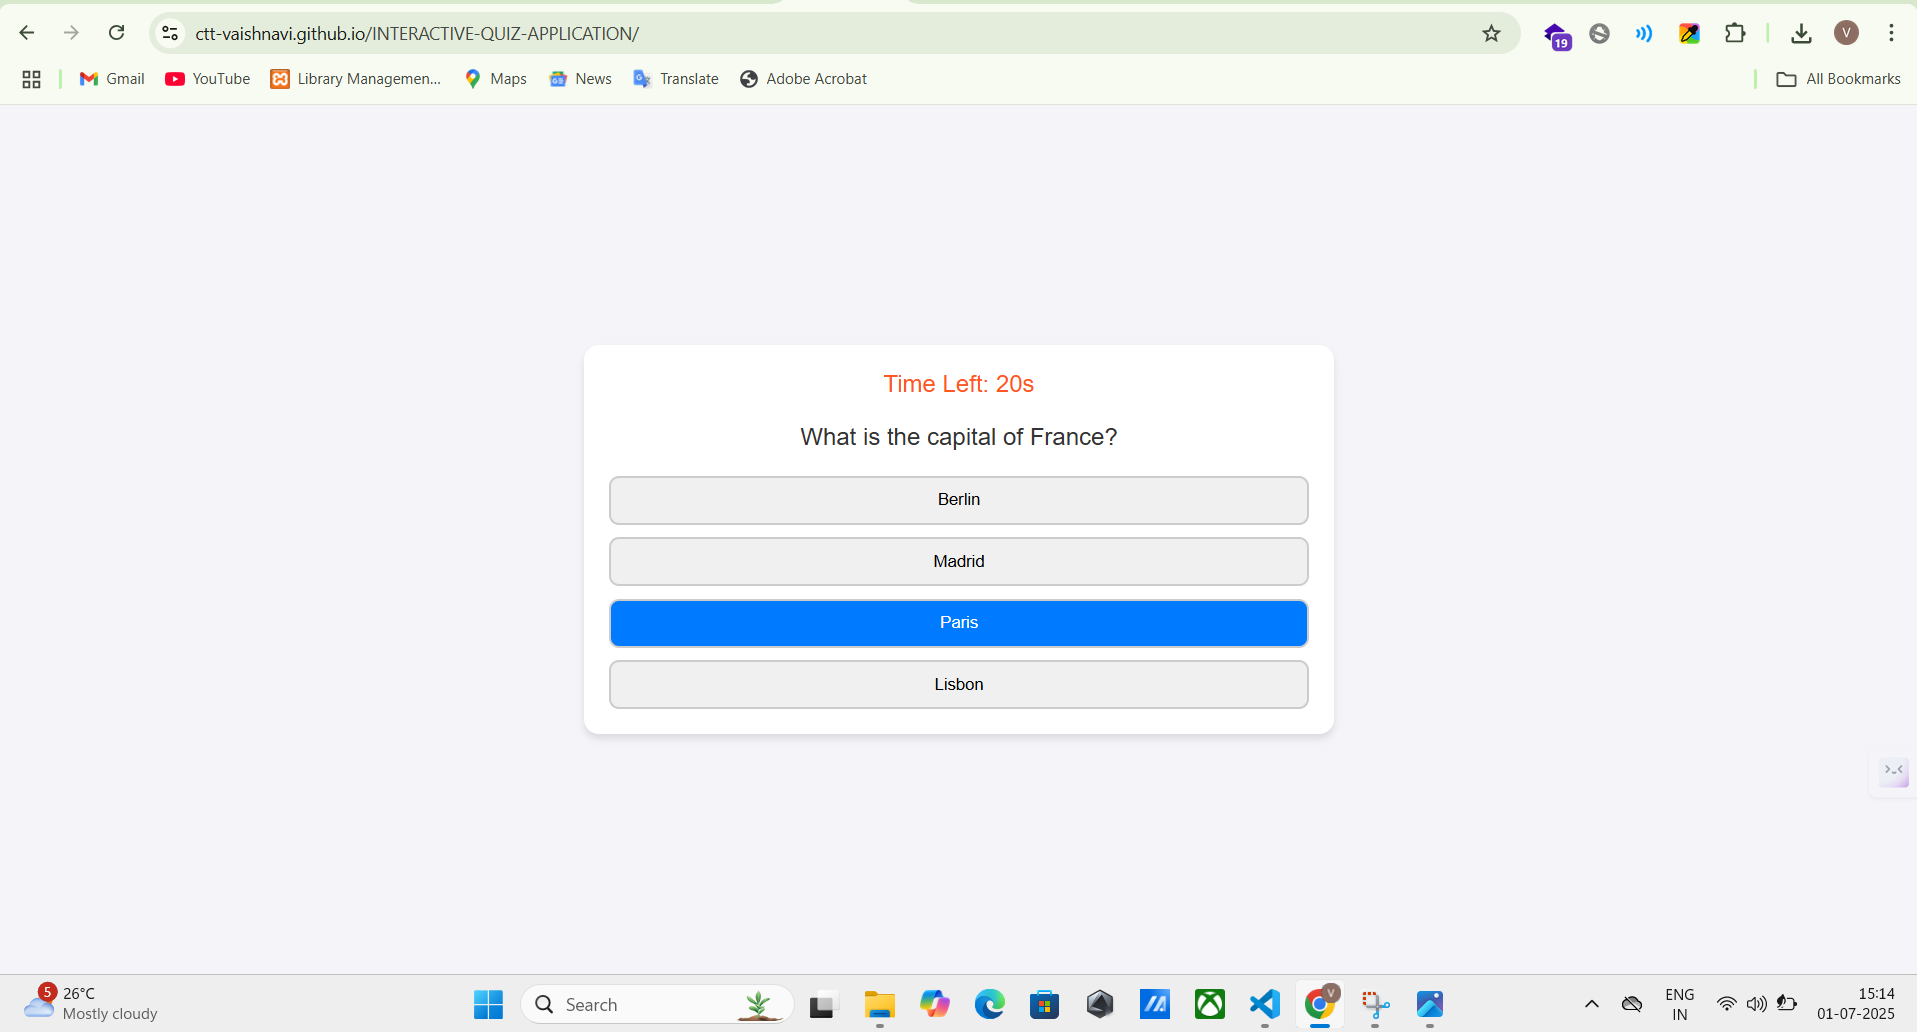 ctt-vaishnavi.github.io/INTERACTIVE-QUIZ-APPLICATION/
19
V
Gmail
YouTube
Library Managemen...
Maps
News
Translate
Adobe Acrobat
All Bookmarks
Time Left: 20s
What is the capital of France?
Berlin
Madrid
Paris
Lisbon
5
26°C
Mostly cloudy
Search
V
ENG
IN
15:14
01-07-2025